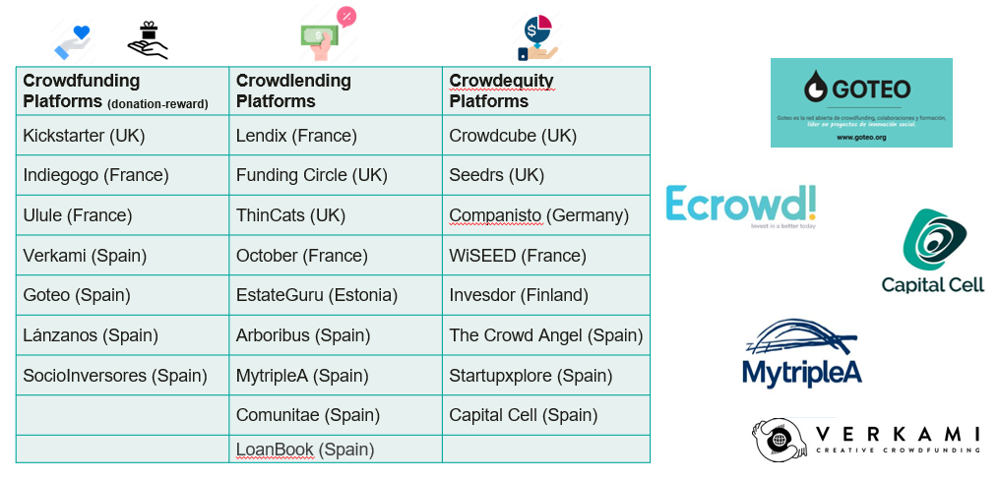 Crowdfunding Platforms (donation-reward)
Crowdlending Platforms
Crowdequity Platforms
Kickstarter (UK)
Lendix (France)
Crowdcube (UK)
Indiegogo (France)
Funding Circle (UK)
Seedrs (UK)
Ulule (France)
ThinCats (UK)
Companisto (Germany)
Verkami (Spain)
October (France)
WiSEED (France)
Goteo (Spain)
EstateGuru (Estonia)
Invesdor (Finland)
Lánzanos (Spain)
Arboribus (Spain)
The Crowd Angel (Spain)
SocioInversores (Spain)
MytripleA (Spain)
Startupxplore (Spain)
Comunitae (Spain)
Capital Cell (Spain)
LoanBook (Spain)
GOTEO
Goteo es la red abierta de crowdfunding, colaboraciones y formación,
líder en proyectos de innovación social.
www.goteo.org
Ecrowd!
Invest in a better today
Capital Cell
MytripleA
VERKAMI
CREATIVE CROWDFUNDING